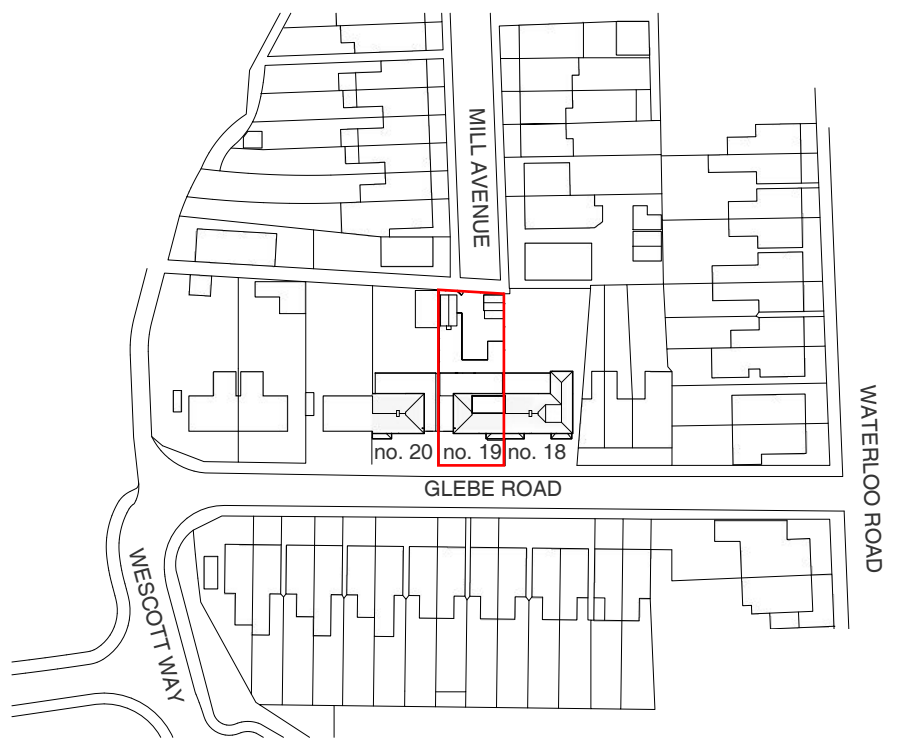 MILL AVENUE
WATERLOO ROAD
no. 20
no. 19
no. 18
GLEBE ROAD
WESCOTT WAY